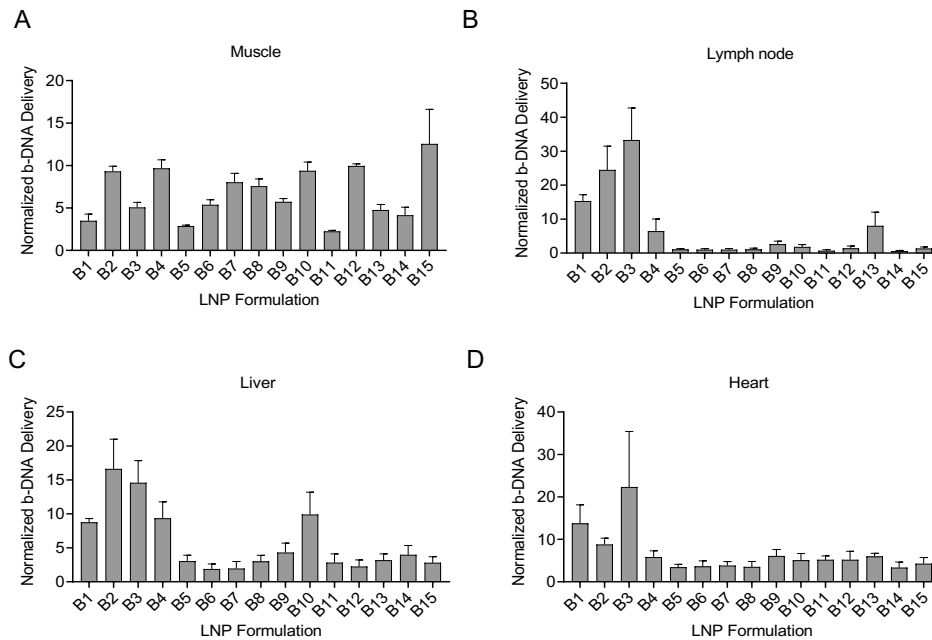 A
Muscle
Normalized b-DNA Delivery
20
15
10
5
0
B1 B2 B3 B4 B5 B6 B7 B8 B9 B10 B11 B12 B13 B14 B15
LNP Formulation
B
Lymph node
Normalized b-DNA Delivery
50
40
30
20
10
0
B1 B2 B3 B4 B5 B6 B7 B8 B9 B10 B11 B12 B13 B14 B15
LNP Formulation
C
Liver
Normalized b-DNA Delivery
25
20
15
10
5
0
B1 B2 B3 B4 B5 B6 B7 B8 B9 B10 B11 B12 B13 B14 B15
LNP Formulation
D
Heart
Normalized b-DNA Delivery
40
30
20
10
0
B1 B2 B3 B4 B5 B6 B7 B8 B9 B10 B11 B12 B13 B14 B15
LNP Formulation